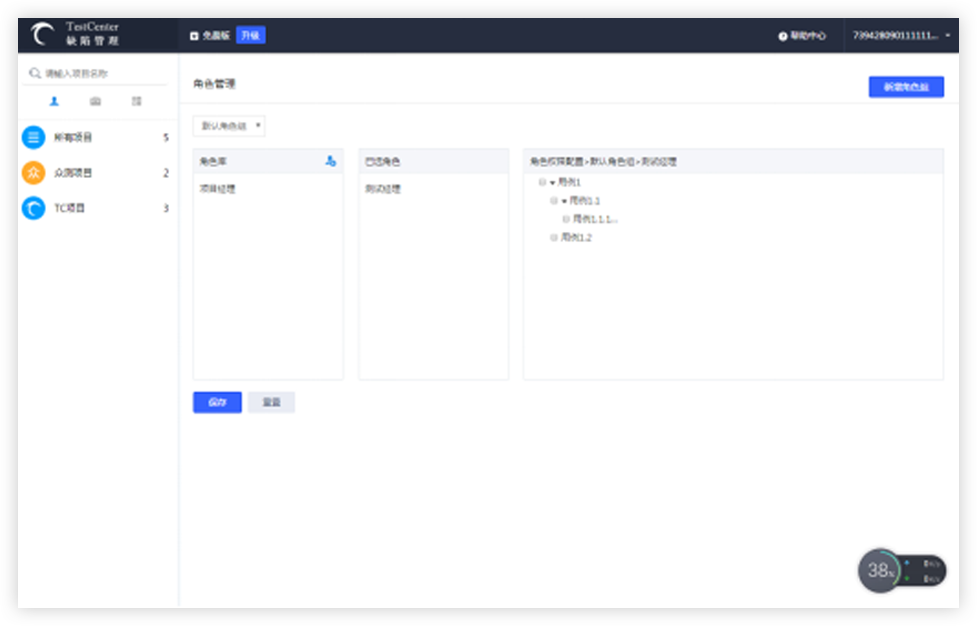 TestCenter
缺陷管理
免费版 升级
帮助中心 739428090111111...
请输入项目名称
角色管理
新增角色组
所有项目 5
众 众测项目 2
TC项目 3
默认角色组
角色库
项目经理
已选角色
测试经理
角色权限配置>默认角色组>测试经理
用例1
用例1.1
用例1.1.1...
用例1.2
保存 重置
38%